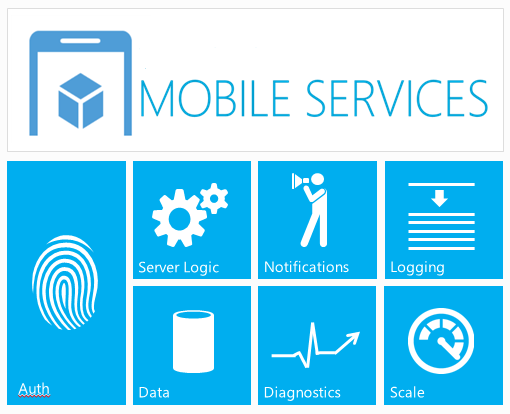 MOBILE SERVICES
Server Logic
Notifications
Logging
Auth
Data
Diagnostics
Scale